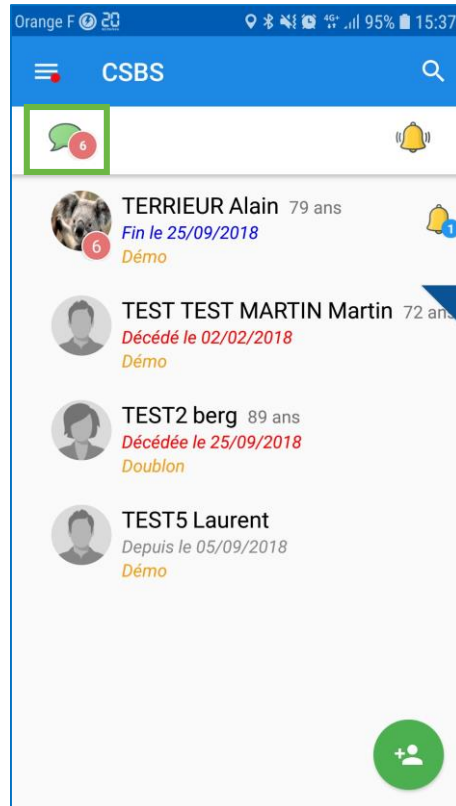 Orange F 20 4G+ 95% 15:37
CSBS
6
TERRIEUR Alain 79 ans
Fin le 25/09/2018
6
1
Démo
TEST TEST MARTIN Martin 72 ans
Décédé le 02/02/2018
Démo
TEST2 berg 89 ans
Décédée le 25/09/2018
Doublon
TEST5 Laurent
Depuis le 05/09/2018
Démo